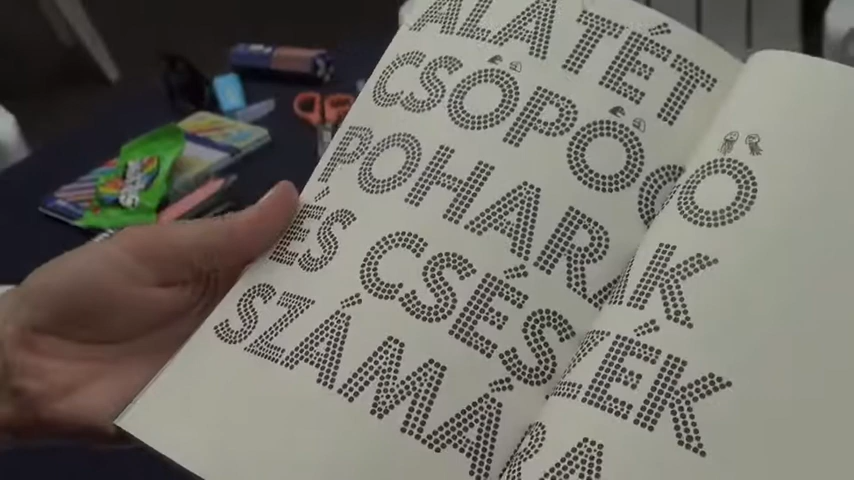 ALÁTÉT
CSÖPÖGŐ
POHARAK
ÉS CSÉSZÉK
SZÁMÁRA